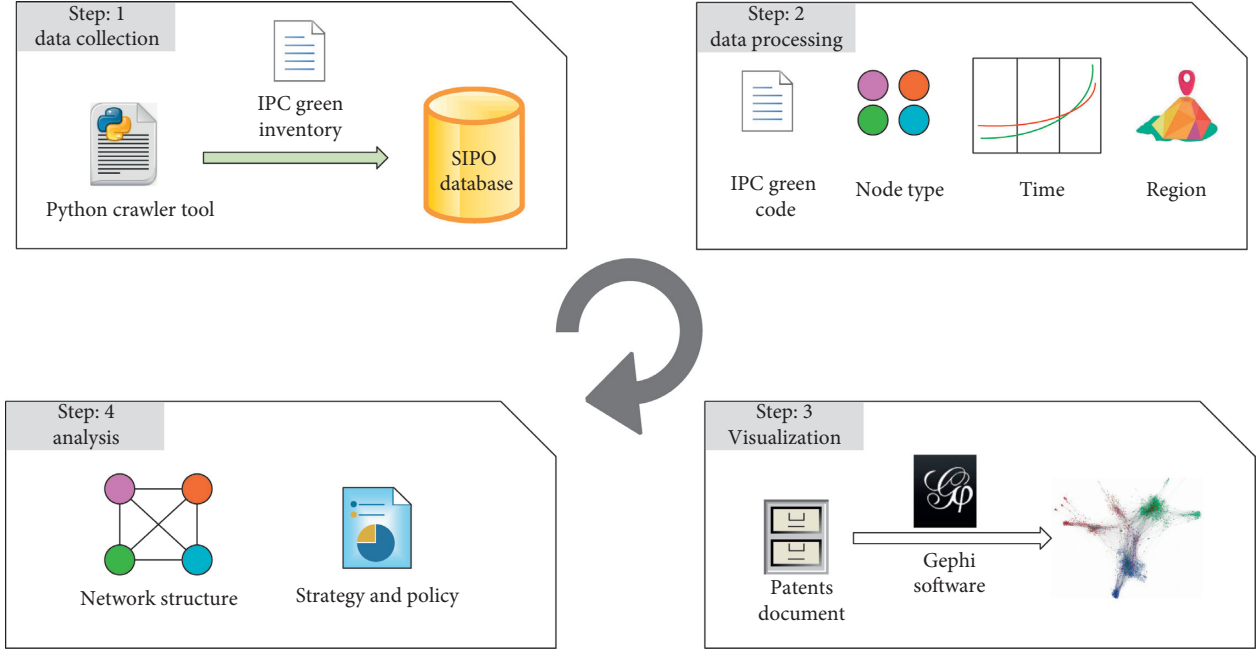 Step: 1
data collection
IPC green
inventory
Python crawler tool
SIPO
database
Step: 2
data processing
IPC green
code
Node type
Time
Region
Step: 3
Visualization
Patents
document
Gephi
software
Step: 4
analysis
Network structure
Strategy and policy